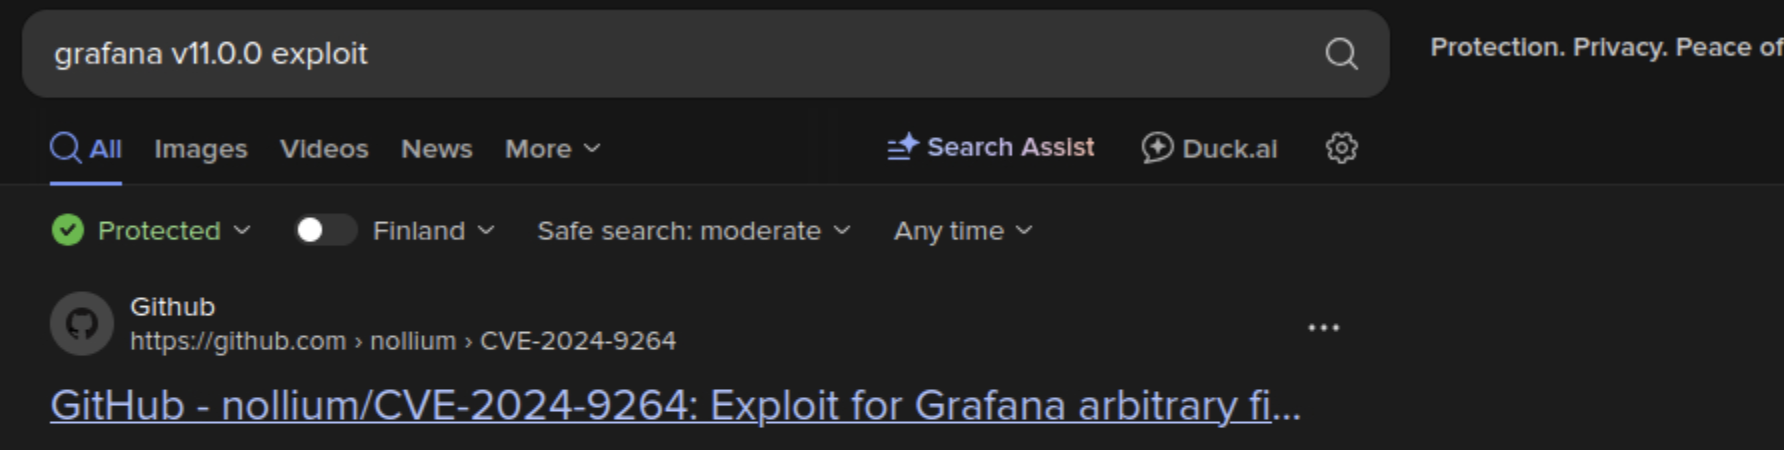 grafana v11.0.0 exploit
Protection. Privacy. Peace of
All Images Videos News More Search Assist Duck.ai
Protected Finland Safe search: moderate Any time
Github
https://github.com › nollium › CVE-2024-9264
GitHub - nollium/CVE-2024-9264: Exploit for Grafana arbitrary fi...